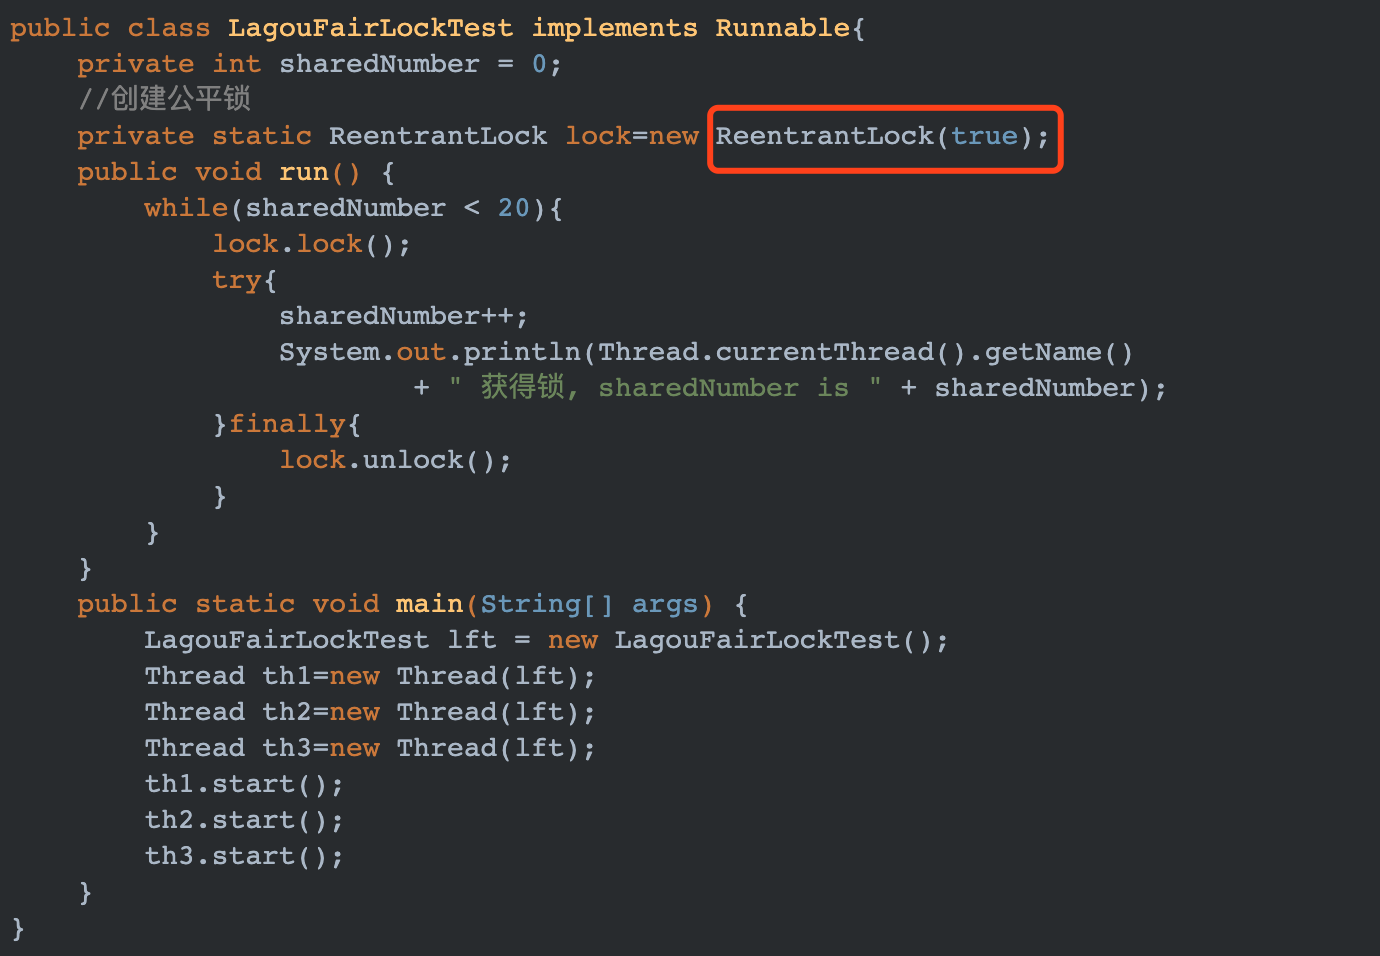 public class LagouFairLockTest implements Runnable{
    private int sharedNumber = 0;
    //创建公平锁
    private static ReentrantLock lock=new ReentrantLock(true);
    public void run() {
        while(sharedNumber < 20){
            lock.lock();
            try{
                sharedNumber++;
                System.out.println(Thread.currentThread().getName()
                        + " 获得锁, sharedNumber is " + sharedNumber);
            }finally{
                lock.unlock();
            }
        }
    }
    public static void main(String[] args) {
        LagouFairLockTest lft = new LagouFairLockTest();
        Thread th1=new Thread(lft);
        Thread th2=new Thread(lft);
        Thread th3=new Thread(lft);
        th1.start();
        th2.start();
        th3.start();
    }
}